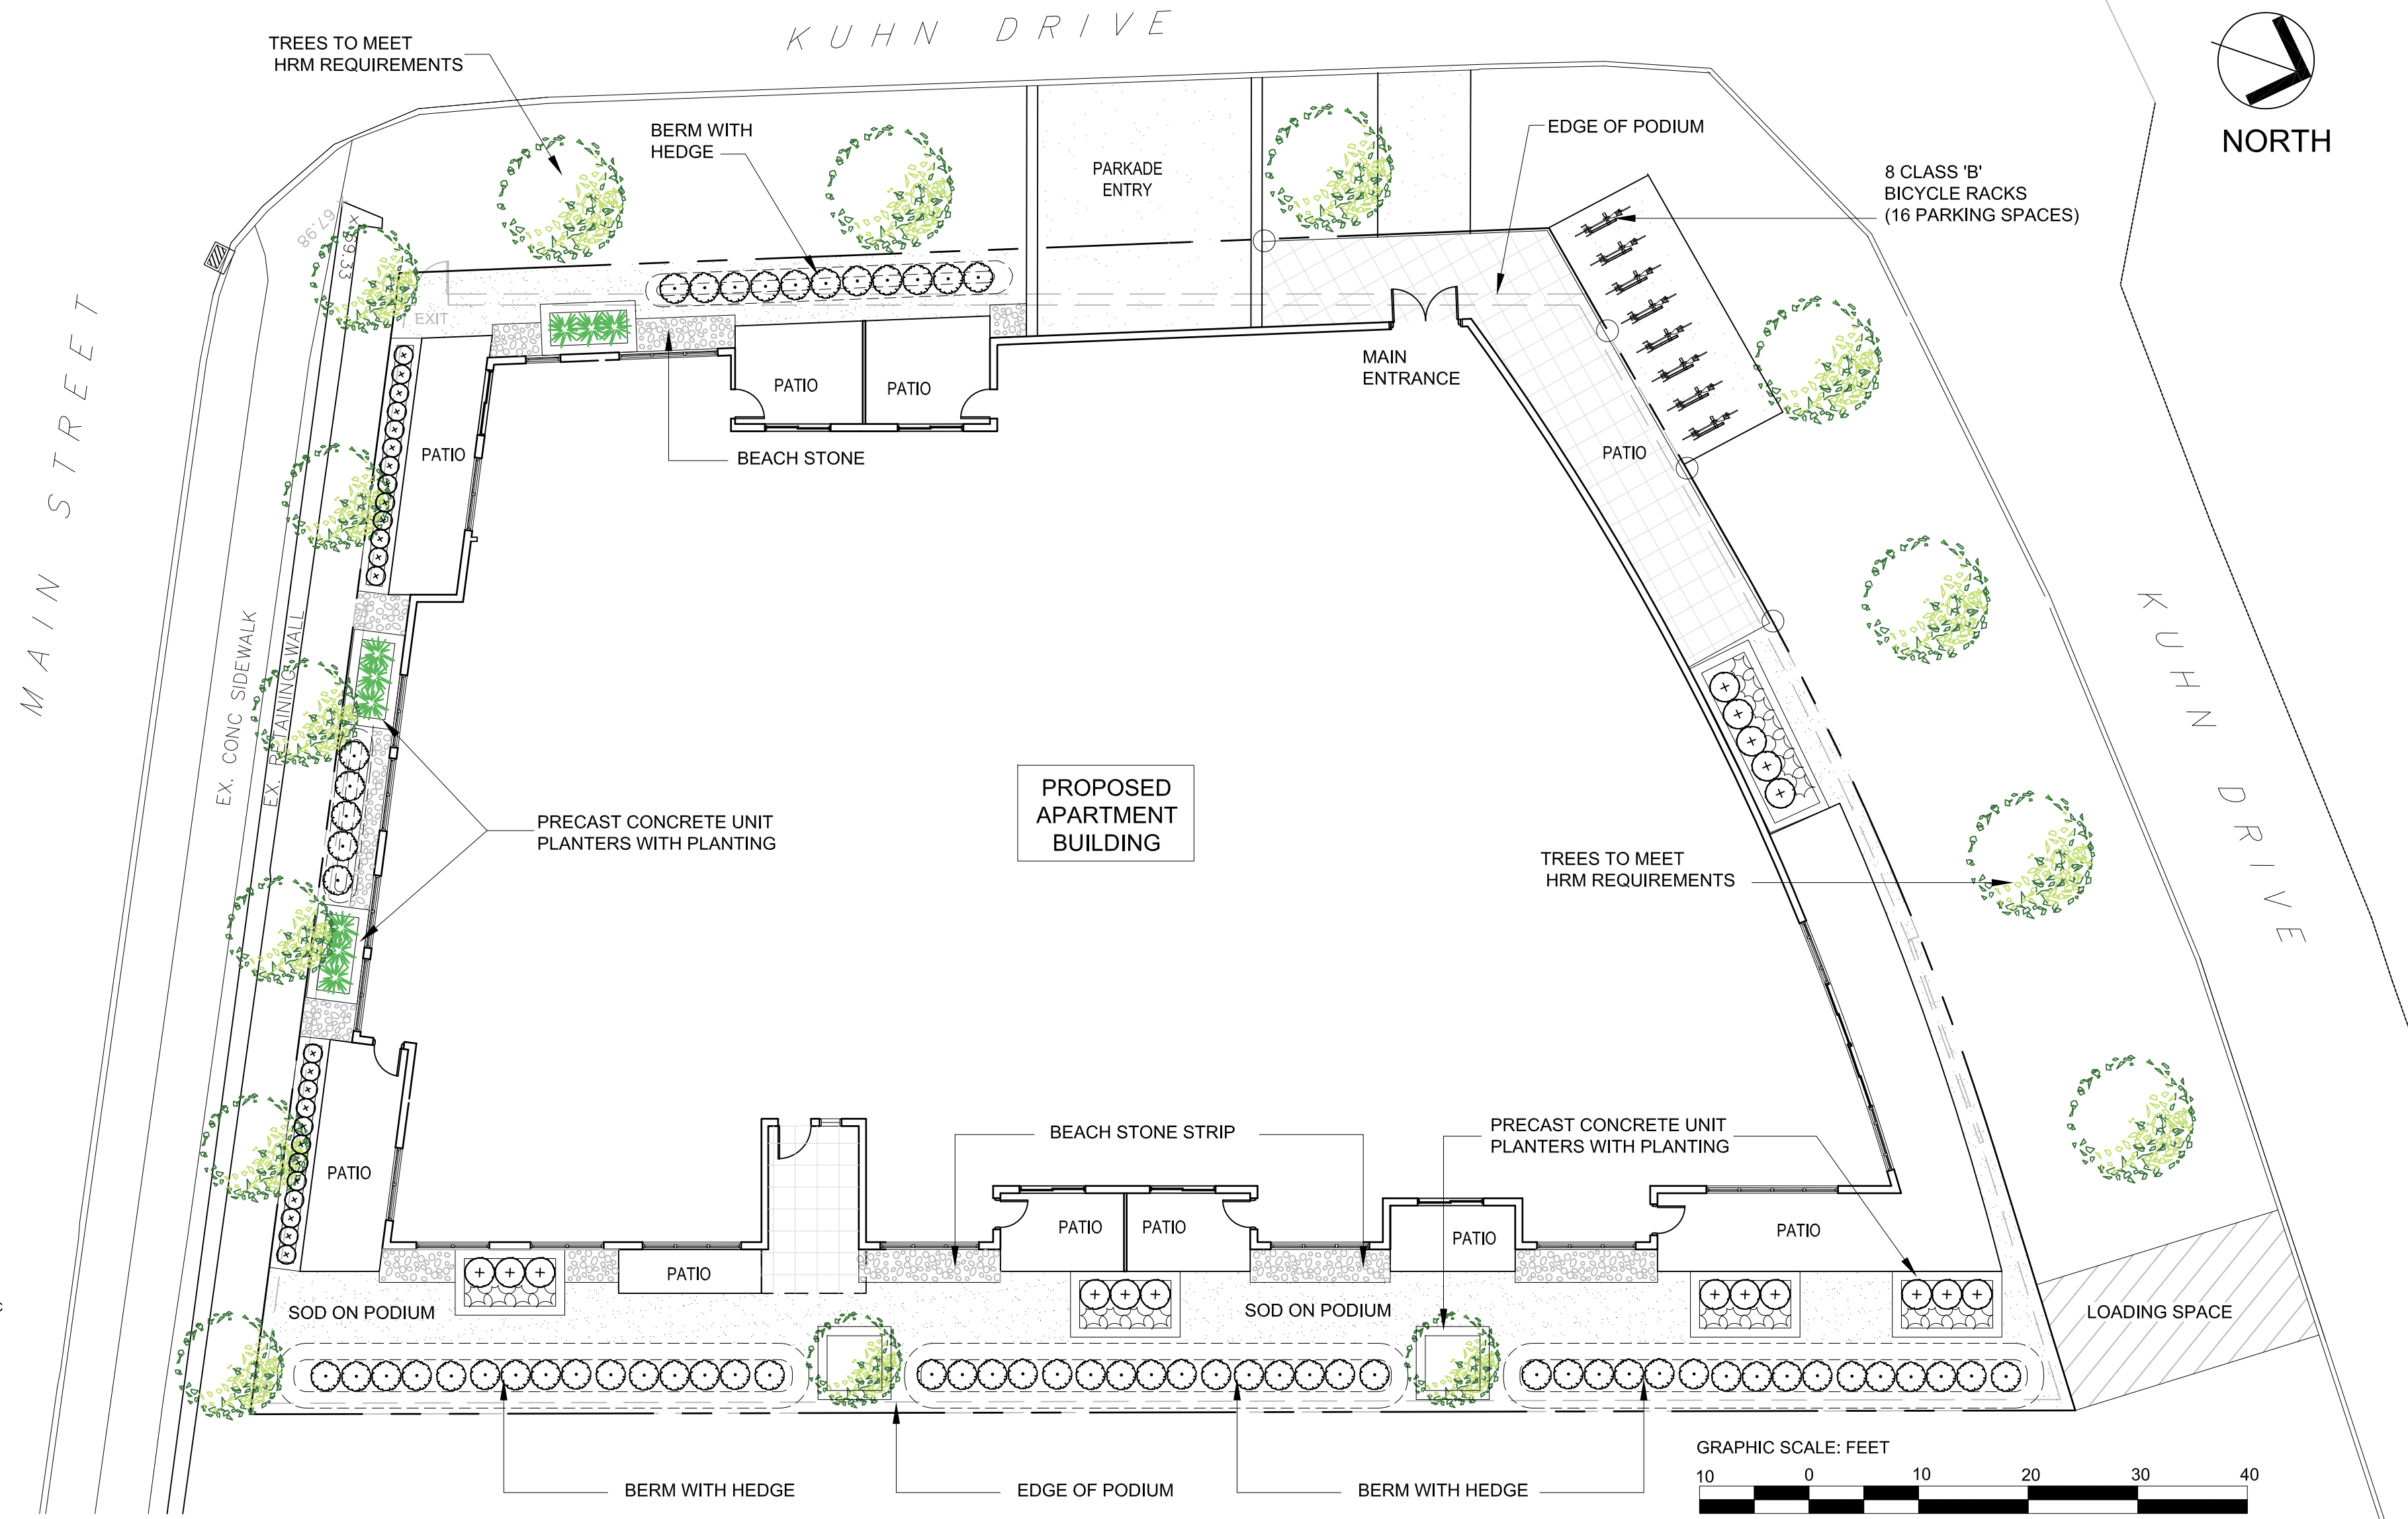 KUHN DRIVE
TREES TO MEET
HRM REQUIREMENTS
BERM WITH
HEDGE
PARKADE
ENTRY
EDGE OF PODIUM
NORTH
8 CLASS 'B'
BICYCLE RACKS
(16 PARKING SPACES)
67.98
59.33
EXIT
MAIN STREET
PATIO
PATIO
PATIO
BEACH STONE
MAIN
ENTRANCE
PATIO
EX. CONC SIDEWALK
EX. RETAINING WALL
PRECAST CONCRETE UNIT
PLANTERS WITH PLANTING
PROPOSED
APARTMENT
BUILDING
TREES TO MEET
HRM REQUIREMENTS
KUHN DRIVE
PATIO
BEACH STONE STRIP
PRECAST CONCRETE UNIT
PLANTERS WITH PLANTING
PATIO
PATIO
PATIO
PATIO
PATIO
SOD ON PODIUM
SOD ON PODIUM
LOADING SPACE
BERM WITH HEDGE
EDGE OF PODIUM
BERM WITH HEDGE
GRAPHIC SCALE: FEET
10 0 10 20 30 40